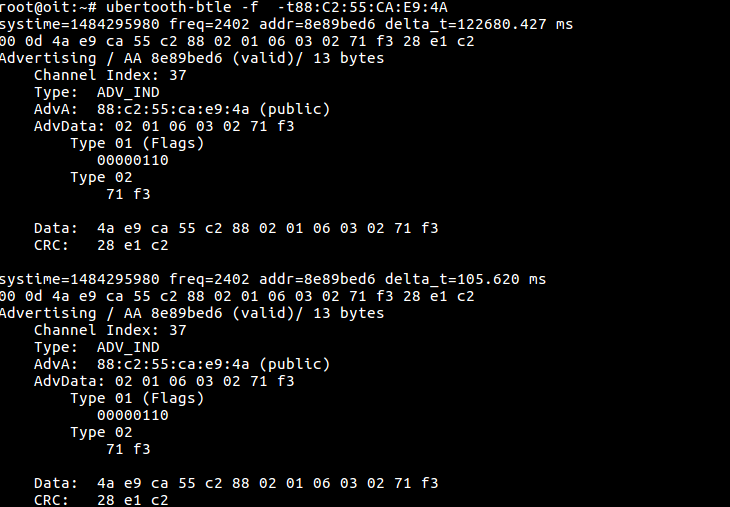 root@oit:~# ubertooth-btle -f  -t88:C2:55:CA:E9:4A
systime=1484295980 freq=2402 addr=8e89bed6 delta_t=122680.427 ms
00 0d 4a e9 ca 55 c2 88 02 01 06 03 02 71 f3 28 e1 c2
Advertising / AA 8e89bed6 (valid)/ 13 bytes
    Channel Index: 37
    Type:  ADV_IND
    AdvA:  88:c2:55:ca:e9:4a (public)
    AdvData: 02 01 06 03 02 71 f3
        Type 01 (Flags)
           00000110
        Type 02
            71 f3

    Data:  4a e9 ca 55 c2 88 02 01 06 03 02 71 f3
    CRC:   28 e1 c2

systime=1484295980 freq=2402 addr=8e89bed6 delta_t=105.620 ms
00 0d 4a e9 ca 55 c2 88 02 01 06 03 02 71 f3 28 e1 c2
Advertising / AA 8e89bed6 (valid)/ 13 bytes
    Channel Index: 37
    Type:  ADV_IND
    AdvA:  88:c2:55:ca:e9:4a (public)
    AdvData: 02 01 06 03 02 71 f3
        Type 01 (Flags)
           00000110
        Type 02
            71 f3

    Data:  4a e9 ca 55 c2 88 02 01 06 03 02 71 f3
    CRC:   28 e1 c2